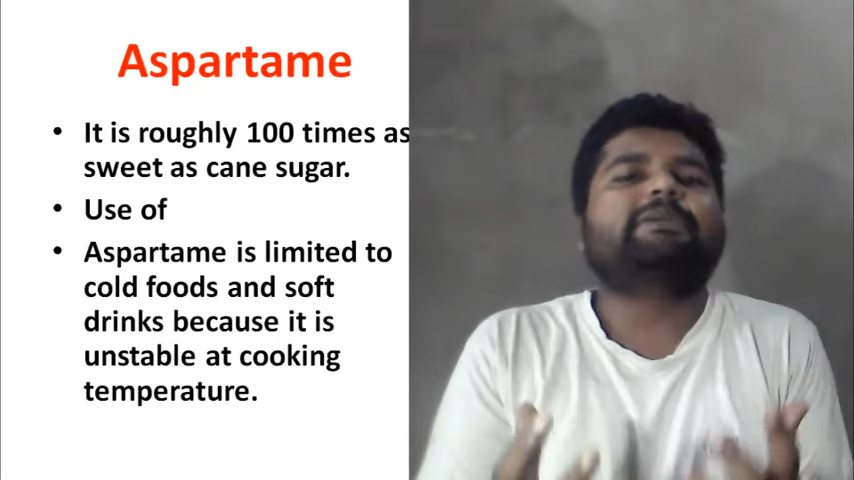 Aspartame
• It is roughly 100 times as
sweet as cane sugar.
• Use of
• Aspartame is limited to
cold foods and soft
drinks because it is
unstable at cooking
temperature.